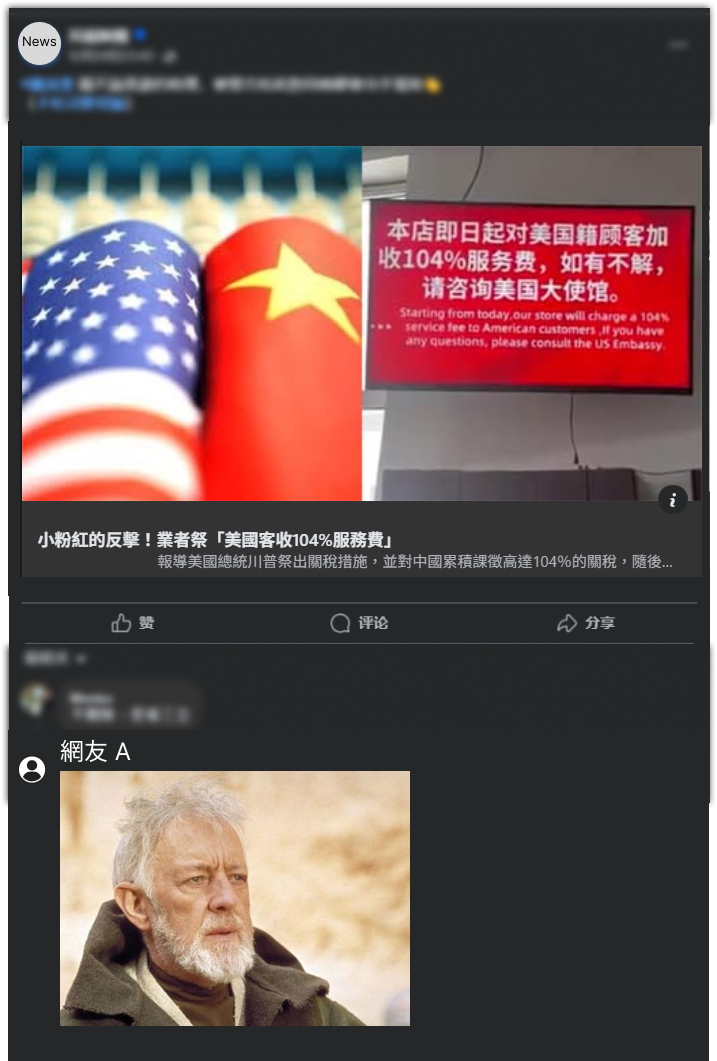 News
本店即日起对美国籍顾客加
收104%服务费，如有不解，
请咨询美国大使馆。
Starting from today,our store will charge a 104%
service fee to American customers ,If you have
any questions, please consult the US Embassy.
小粉紅的反擊！業者祭「美國客收104%服務費」
報導美國總統川普祭出關稅措施，並對中國累積課徵高達104%的關稅，隨後...
赞
评论
分享
網友 A